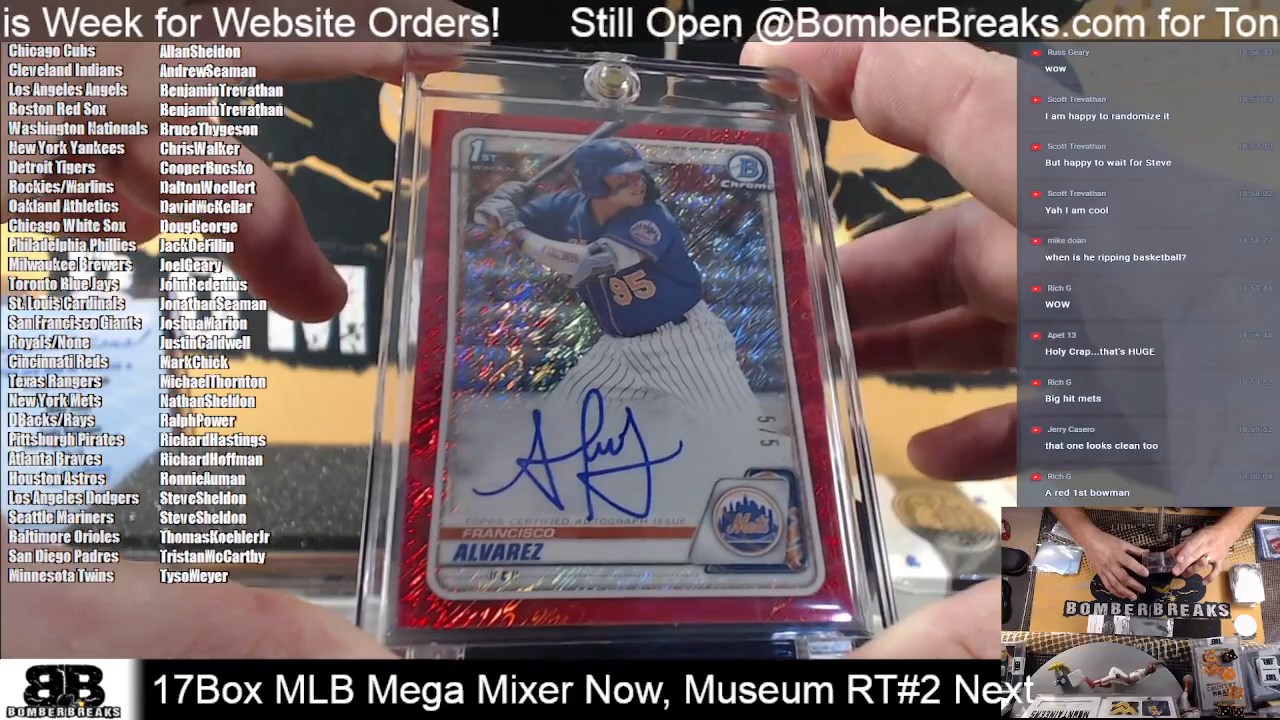 is Week for Website Orders!
Still Open @BomberBreaks.com for Ton
Chicago Cubs AllanSheldon
Cleveland Indians AndrewSeaman
Los Angeles Angels BenjaminTrevathan
Boston Red Sox BenjaminTrevathan
Washington Nationals BruceThygeson
New York Yankees ChrisWalker
Detroit Tigers CooperBucsko
Rockies/Marlins DaltonWoellert
Oakland Athletics DavidMcKellar
Chicago White Sox DougGeorge
Philadelphia Phillies JackDeFillip
Milwaukee Brewers JoelGeary
Toronto BlueJays JohnRedenius
St. Louis Cardinals JonathanSeaman
San Francisco Giants JoshuaMarion
Royals/None JustinCaldwell
Cincinnati Reds MarkChick
Texas Rangers MichaelThornton
New York Mets NathanSheldon
DBacks/Rays RalphPower
Pittsburgh Pirates RichardHastings
Atlanta Braves RichardHoffman
Houston Astros RonnieAuman
Los Angeles Dodgers SteveSheldon
Seattle Mariners SteveSheldon
Baltimore Orioles ThomasKoehlerJr
San Diego Padres TristanMcCarthy
Minnesota Twins TysoMeyer
1ST
B
Chrome
95
5/5
TOPPS CERTIFIED AUTOGRAPH ISSUE
FRANCISCO
ALVAREZ
Mets
Russ Geary
wow
Scott Trevathan
I am happy to randomize it
Scott Trevathan
But happy to wait for Steve
Scott Trevathan
Yah I am cool
mike doan
when is he ripping basketball?
Rich G
WOW
Apet 13
Holy Crap...that's HUGE
Rich G
Big hit mets
Jerry Casero
that one looks clean too
Rich G 19:00:04
A red 1st bowman
BOMBERBREAKS
BB
BOMBERBREAKS
17Box MLB Mega Mixer Now, Museum RT#2 Next